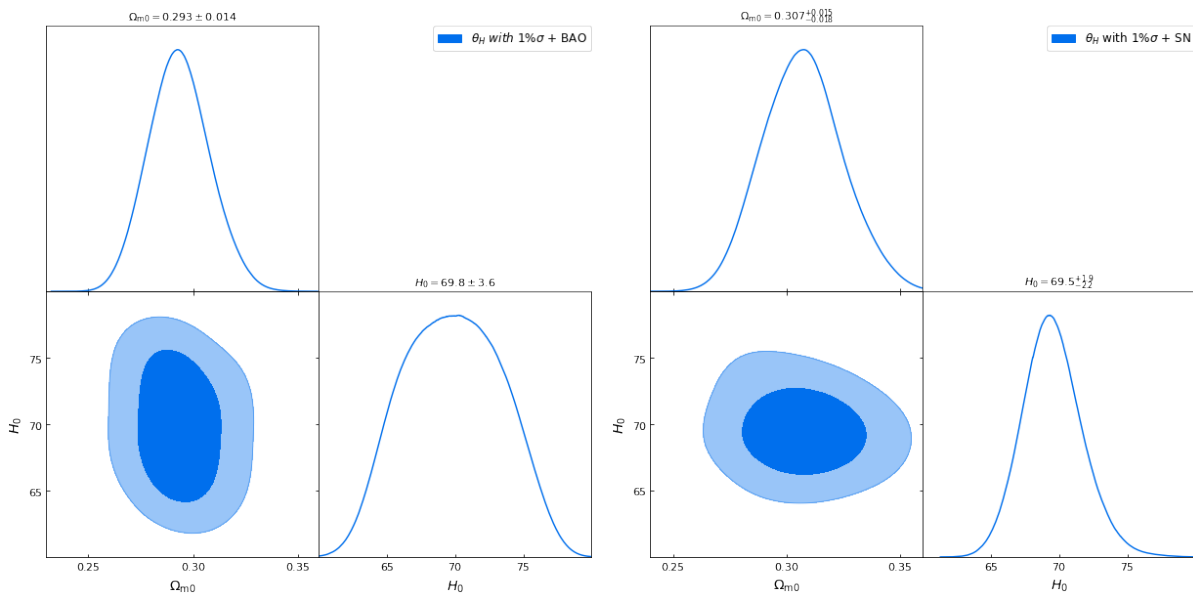 Ωm0 = 0.293 ± 0.014
θH with 1%σ + BAO
H0 = 69.8 ± 3.6
75
70
65
H0
0.25 0.30 0.35
Ωm0
65 70 75
H0
Ωm0 = 0.307+0.015−0.018
θH with 1%σ + SN
H0 = 69.5+1.9−2.2
75
70
65
H0
0.25 0.30 0.35
Ωm0
65 70 75
H0